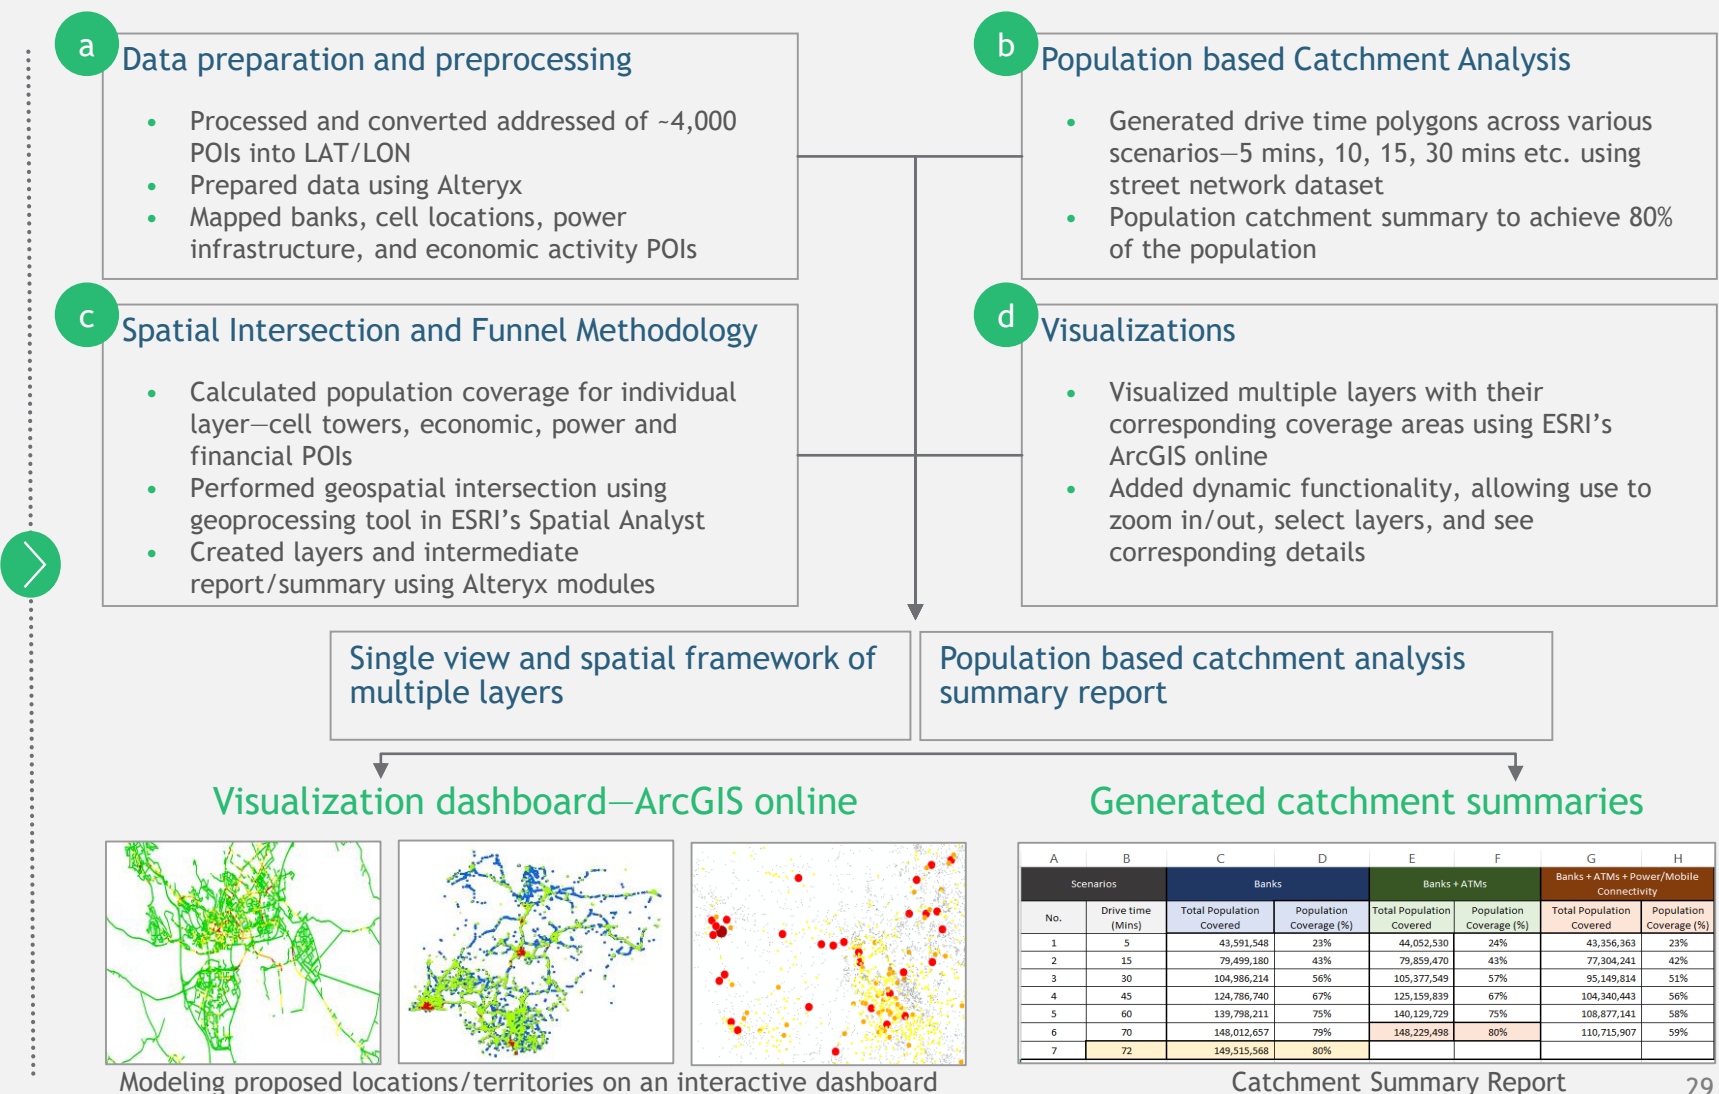 a
Data preparation and preprocessing
• Processed and converted addressed of ~4,000
POIs into LAT/LON
• Prepared data using Alteryx
• Mapped banks, cell locations, power
infrastructure, and economic activity POIs
b
Population based Catchment Analysis
• Generated drive time polygons across various
scenarios—5 mins, 10, 15, 30 mins etc. using
street network dataset
• Population catchment summary to achieve 80%
of the population
c
Spatial Intersection and Funnel Methodology
• Calculated population coverage for individual
layer—cell towers, economic, power and
financial POIs
• Performed geospatial intersection using
geoprocessing tool in ESRI’s Spatial Analyst
• Created layers and intermediate
report/summary using Alteryx modules
d
Visualizations
• Visualized multiple layers with their
corresponding coverage areas using ESRI’s
ArcGIS online
• Added dynamic functionality, allowing use to
zoom in/out, select layers, and see
corresponding details
Single view and spatial framework of
multiple layers
Population based catchment analysis
summary report
Visualization dashboard—ArcGIS online
Generated catchment summaries
A B C D E F G H
Scenarios Banks Banks + ATMs Banks + ATMs + Power/Mobile
Connectivity
No. Drive time Total Population Population Total Population Population Total Population Population
(Mins) Covered Coverage (%) Covered Coverage (%) Covered Coverage (%)
1 5 43,591,548 23% 44,052,530 24% 43,356,363 23%
2 15 79,499,180 43% 79,859,470 43% 77,304,241 42%
3 30 104,986,214 56% 105,377,549 57% 95,149,814 51%
4 45 124,786,740 67% 125,159,839 67% 104,340,443 56%
5 60 139,798,211 75% 140,129,729 75% 108,877,141 58%
6 70 148,012,657 79% 148,229,498 80% 110,715,907 59%
7 72 149,515,568 80%
Modeling proposed locations/territories on an interactive dashboard
Catchment Summary Report
29